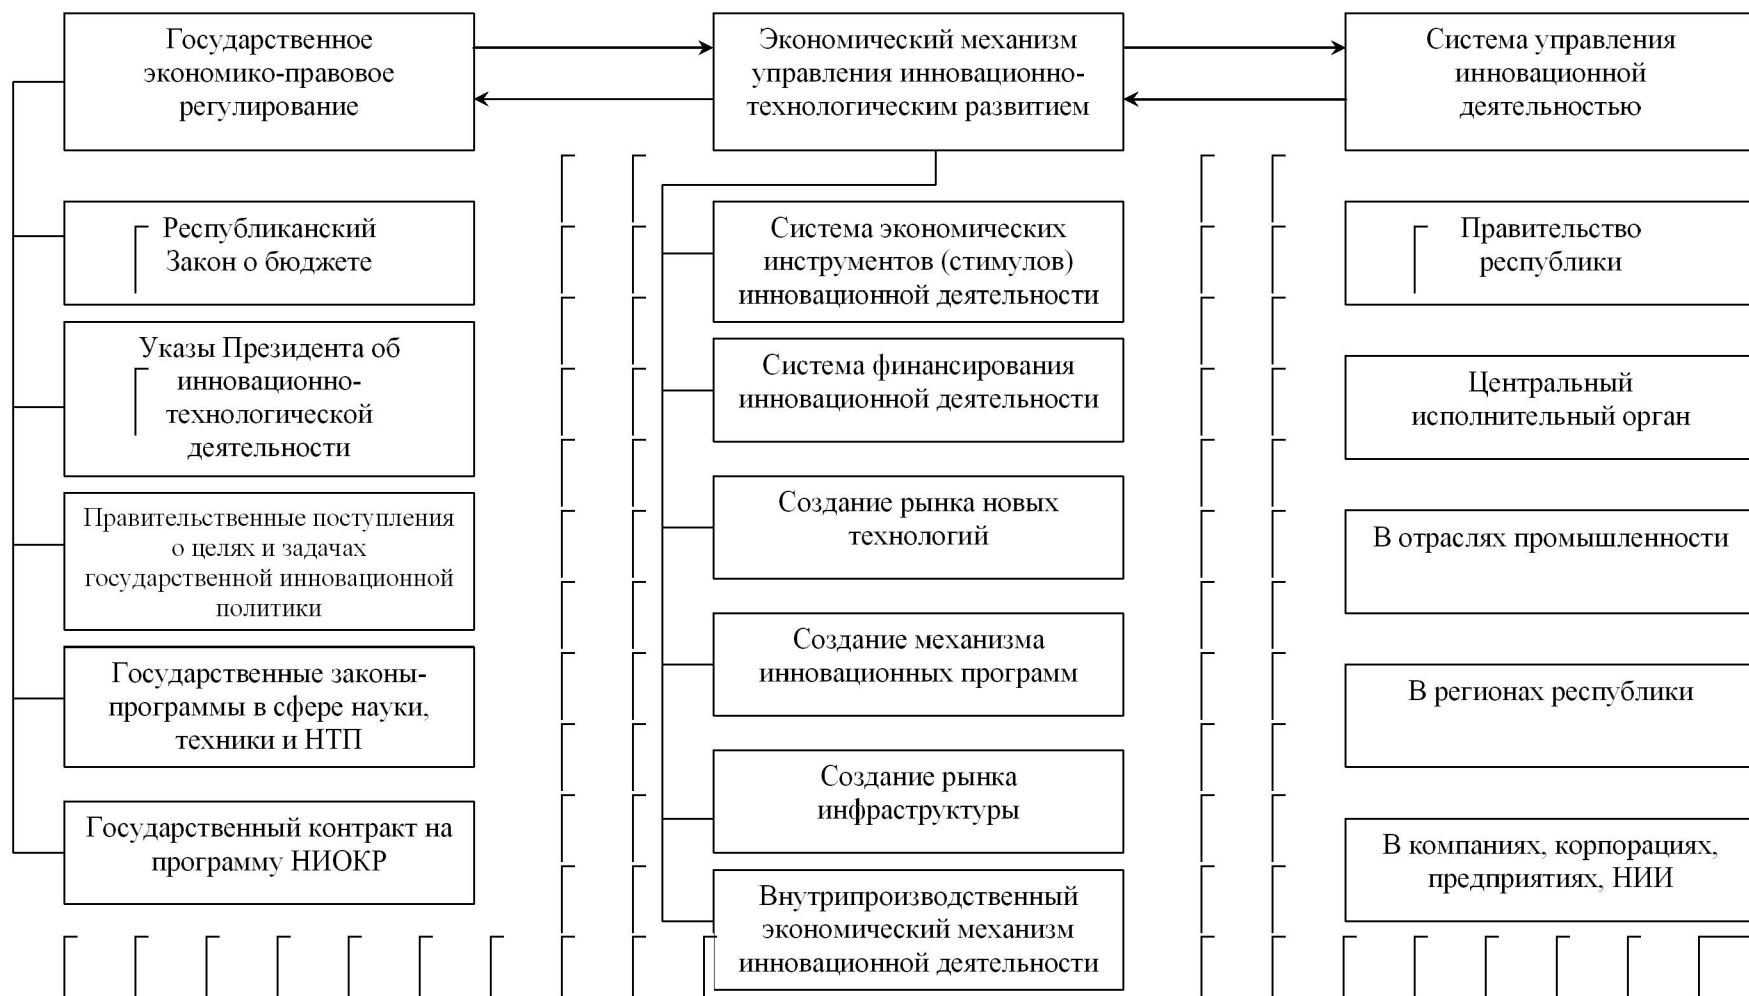 Государственное
экономико-правовое
регулирование
Экономический механизм
управления инновационно-
технологическим развитием
Система управления
инновационной
деятельностью
Республиканский
Закон о бюджете
Указы Президента об
инновационно-
технологической
деятельности
Правительственные поступления
о целях и задачах
государственной инновационной
политики
Государственные законы-
программы в сфере науки,
техники и НТП
Государственный контракт на
программу НИОКР
Система экономических
инструментов (стимулов)
инновационной деятельности
Система финансирования
инновационной деятельности
Создание рынка новых
технологий
Создание механизма
инновационных программ
Создание рынка
инфраструктуры
Внутрипроизводственный
экономический механизм
инновационной деятельности
Правительство
республики
Центральный
исполнительный орган
В отраслях промышленности
В регионах республики
В компаниях, корпорациях,
предприятиях, НИИ